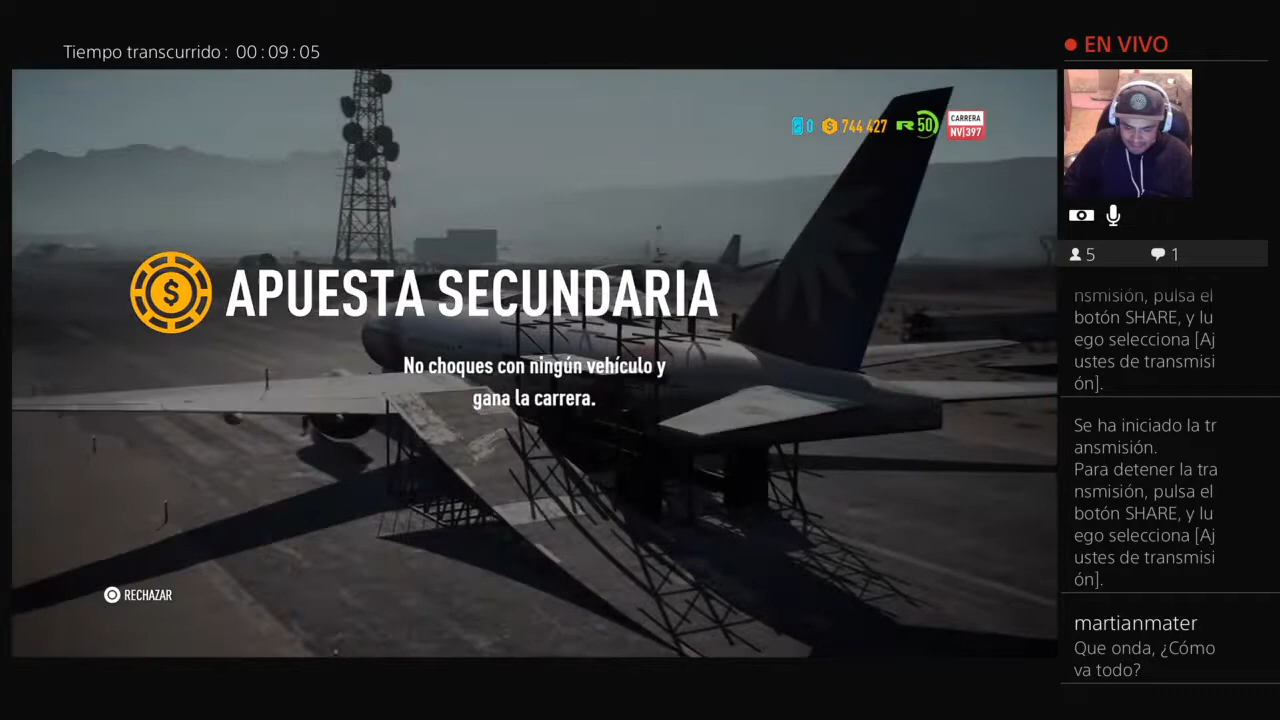 Tiempo transcurrido: 00:09:05
EN VIVO
0 744 427 R 50 CARRERA
NV|397
5 1
APUESTA SECUNDARIA
No choques con ningún vehículo y
gana la carrera.
RECHAZAR
nsmisión, pulsa el
botón SHARE, y lu
ego selecciona [Aj
ustes de transmisi
ón].
Se ha iniciado la tr
ansmisión.
Para detener la tra
nsmisión, pulsa el
botón SHARE, y lu
ego selecciona [Aj
ustes de transmisi
ón].
martianmater
Que onda, ¿Cómo
va todo?